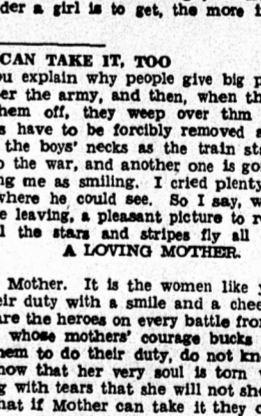 der a girl is to get, the more i
CAN TAKE IT, TOO
ou explain why people give big p
er the army, and then, when th
hem off, they weep over thm
s have to be forcibly removed
the boys' necks as the train st
o the war, and another one is go
ng me as smiling. I cried plenty
where he could see. So I say, w
e leaving, a pleasant picture to r
l the stars and stripes fly all
A LOVING MOTHER.
Mother. It is the women like
eir duty with a smile and a chee
are the heroes on every battle fro
whose mothers' courage bucks
hem to do their duty, do not kn
now that her very soul is torn
g with tears that she will not sh
hat if Mother can take it they